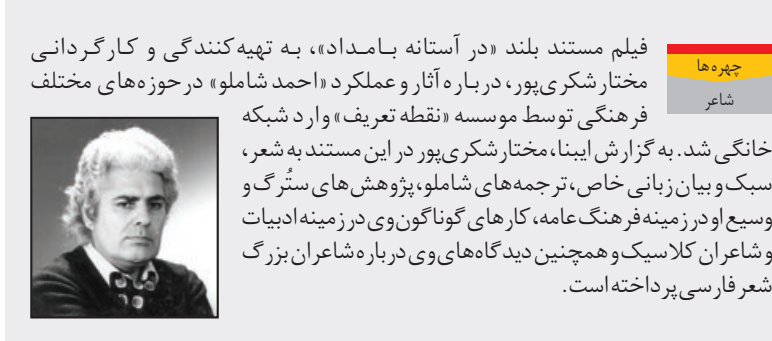 چهره‌ها
شاعر
فیلم مستند بلند «در آستانه بامداد»، به تهیه‌کنندگی و کارگردانی
مختار شکری‌پور، درباره آثار و عملکرد «احمد شاملو» در حوزه‌های مختلف
فرهنگی توسط موسسه «نقطه تعریف» وارد شبکه
خانگی شد. به گزارش ایبنا، مختار شکری‌پور در این مستند به شعر،
سبک و بیان زبانی خاص، ترجمه‌های شاملو، پژوهش‌های ستُرگ و
وسیع او در زمینه فرهنگ عامه، کارهای گوناگون وی در زمینه ادبیات
و شاعران کلاسیک و همچنین دیدگاه‌های وی درباره شاعران بزرگ
شعر فارسی پرداخته است.